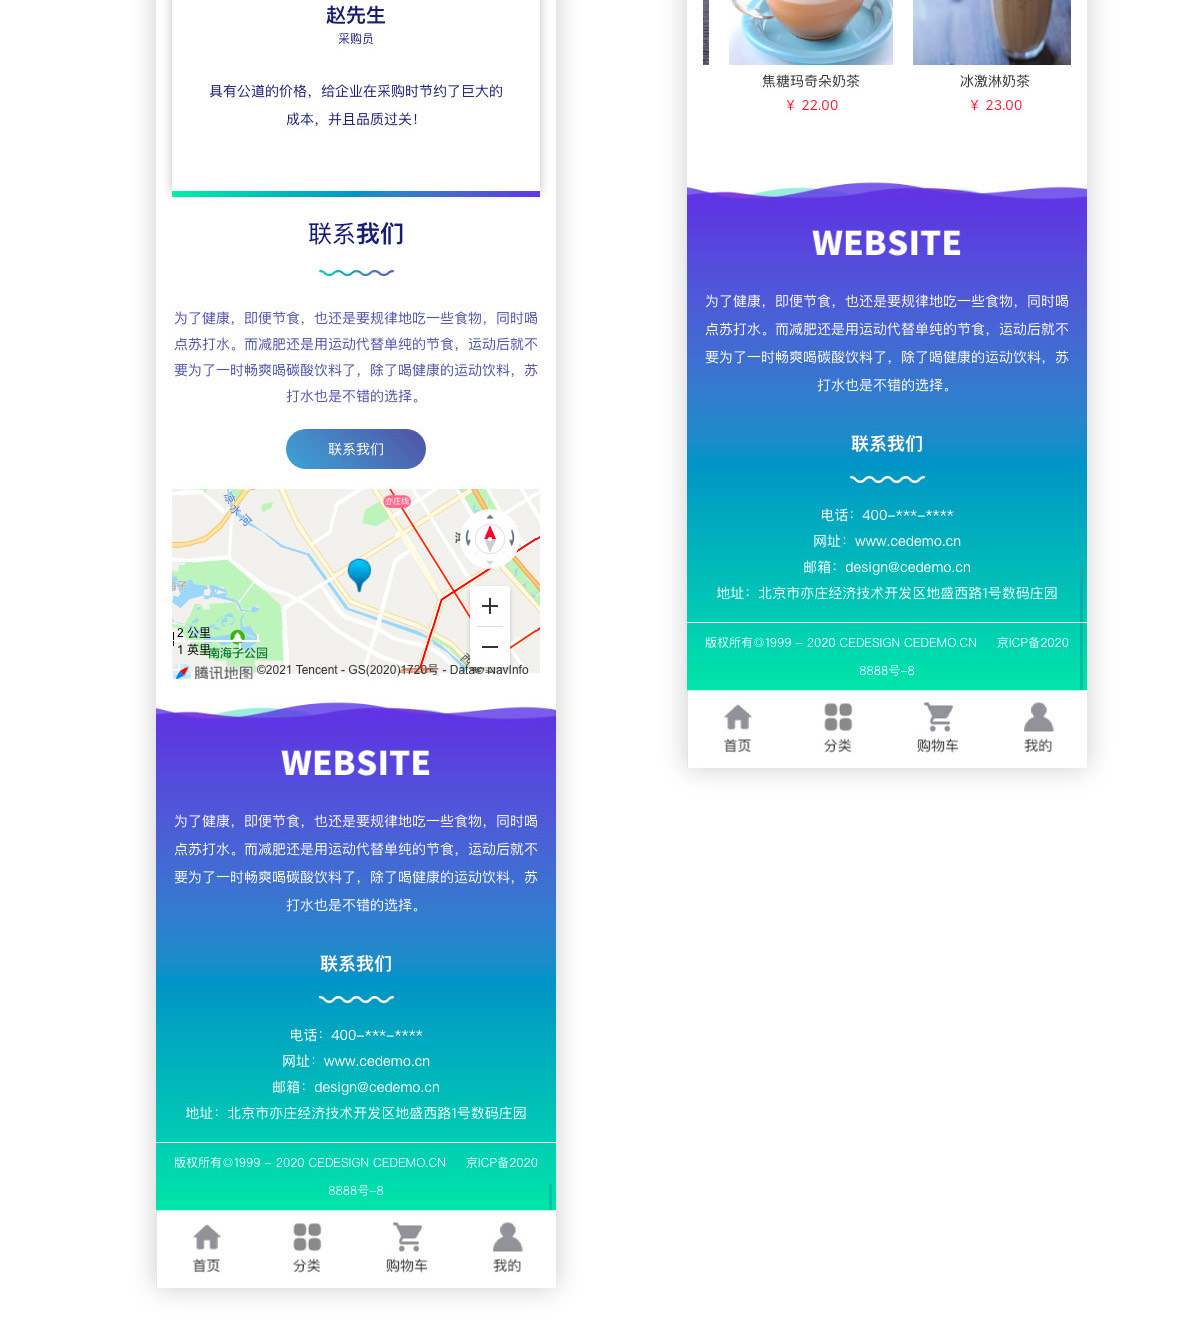 赵先生
采购员
具有公道的价格，给企业在采购时节约了巨大的
成本，并且品质过关！
联系我们
为了健康，即便节食，也还是要规律地吃一些食物，同时喝
点苏打水。而减肥还是用运动代替单纯的节食，运动后就不
要为了一时畅爽喝碳酸饮料了，除了喝健康的运动饮料，苏
打水也是不错的选择。
联系我们
凉水河
亦庄线
2 公里
1 英里
南海子公园
腾讯地图
©2021 Tencent - GS(2020)1720号 - Data© NavInfo
WEBSITE
为了健康，即便节食，也还是要规律地吃一些食物，同时喝
点苏打水。而减肥还是用运动代替单纯的节食，运动后就不
要为了一时畅爽喝碳酸饮料了，除了喝健康的运动饮料，苏
打水也是不错的选择。
联系我们
电话：400-***-****
网址：www.cedemo.cn
邮箱：design@cedemo.cn
地址：北京市亦庄经济技术开发区地盛西路1号数码庄园
版权所有©1999 - 2020 CEDESIGN CEDEMO.CN 京ICP备2020
8888号-8
首页 分类 购物车 我的
焦糖玛奇朵奶茶 冰激淋奶茶
¥ 22.00 ¥ 23.00
WEBSITE
为了健康，即便节食，也还是要规律地吃一些食物，同时喝
点苏打水。而减肥还是用运动代替单纯的节食，运动后就不
要为了一时畅爽喝碳酸饮料了，除了喝健康的运动饮料，苏
打水也是不错的选择。
联系我们
电话：400-***-****
网址：www.cedemo.cn
邮箱：design@cedemo.cn
地址：北京市亦庄经济技术开发区地盛西路1号数码庄园
版权所有©1999 - 2020 CEDESIGN CEDEMO.CN 京ICP备2020
8888号-8
首页 分类 购物车 我的